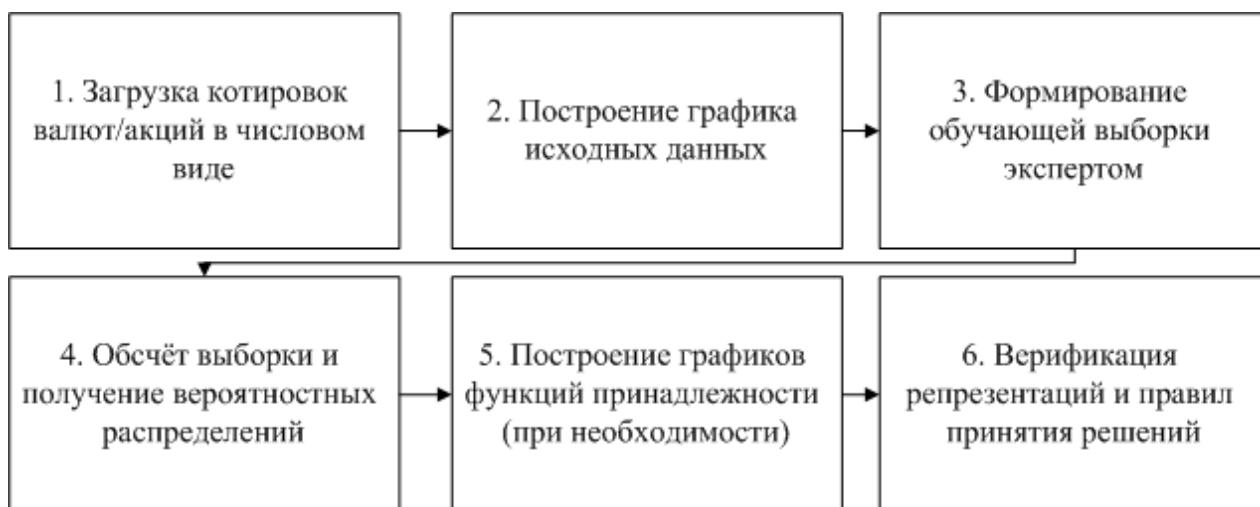 1. Загрузка котировок
валют/акций в числовом
виде
2. Построение графика
исходных данных
3. Формирование
обучающей выборки
экспертом
4. Обсчёт выборки и
получение вероятностных
распределений
5. Построение графиков
функций принадлежности
(при необходимости)
6. Верификация
репрезентаций и правил
принятия решений